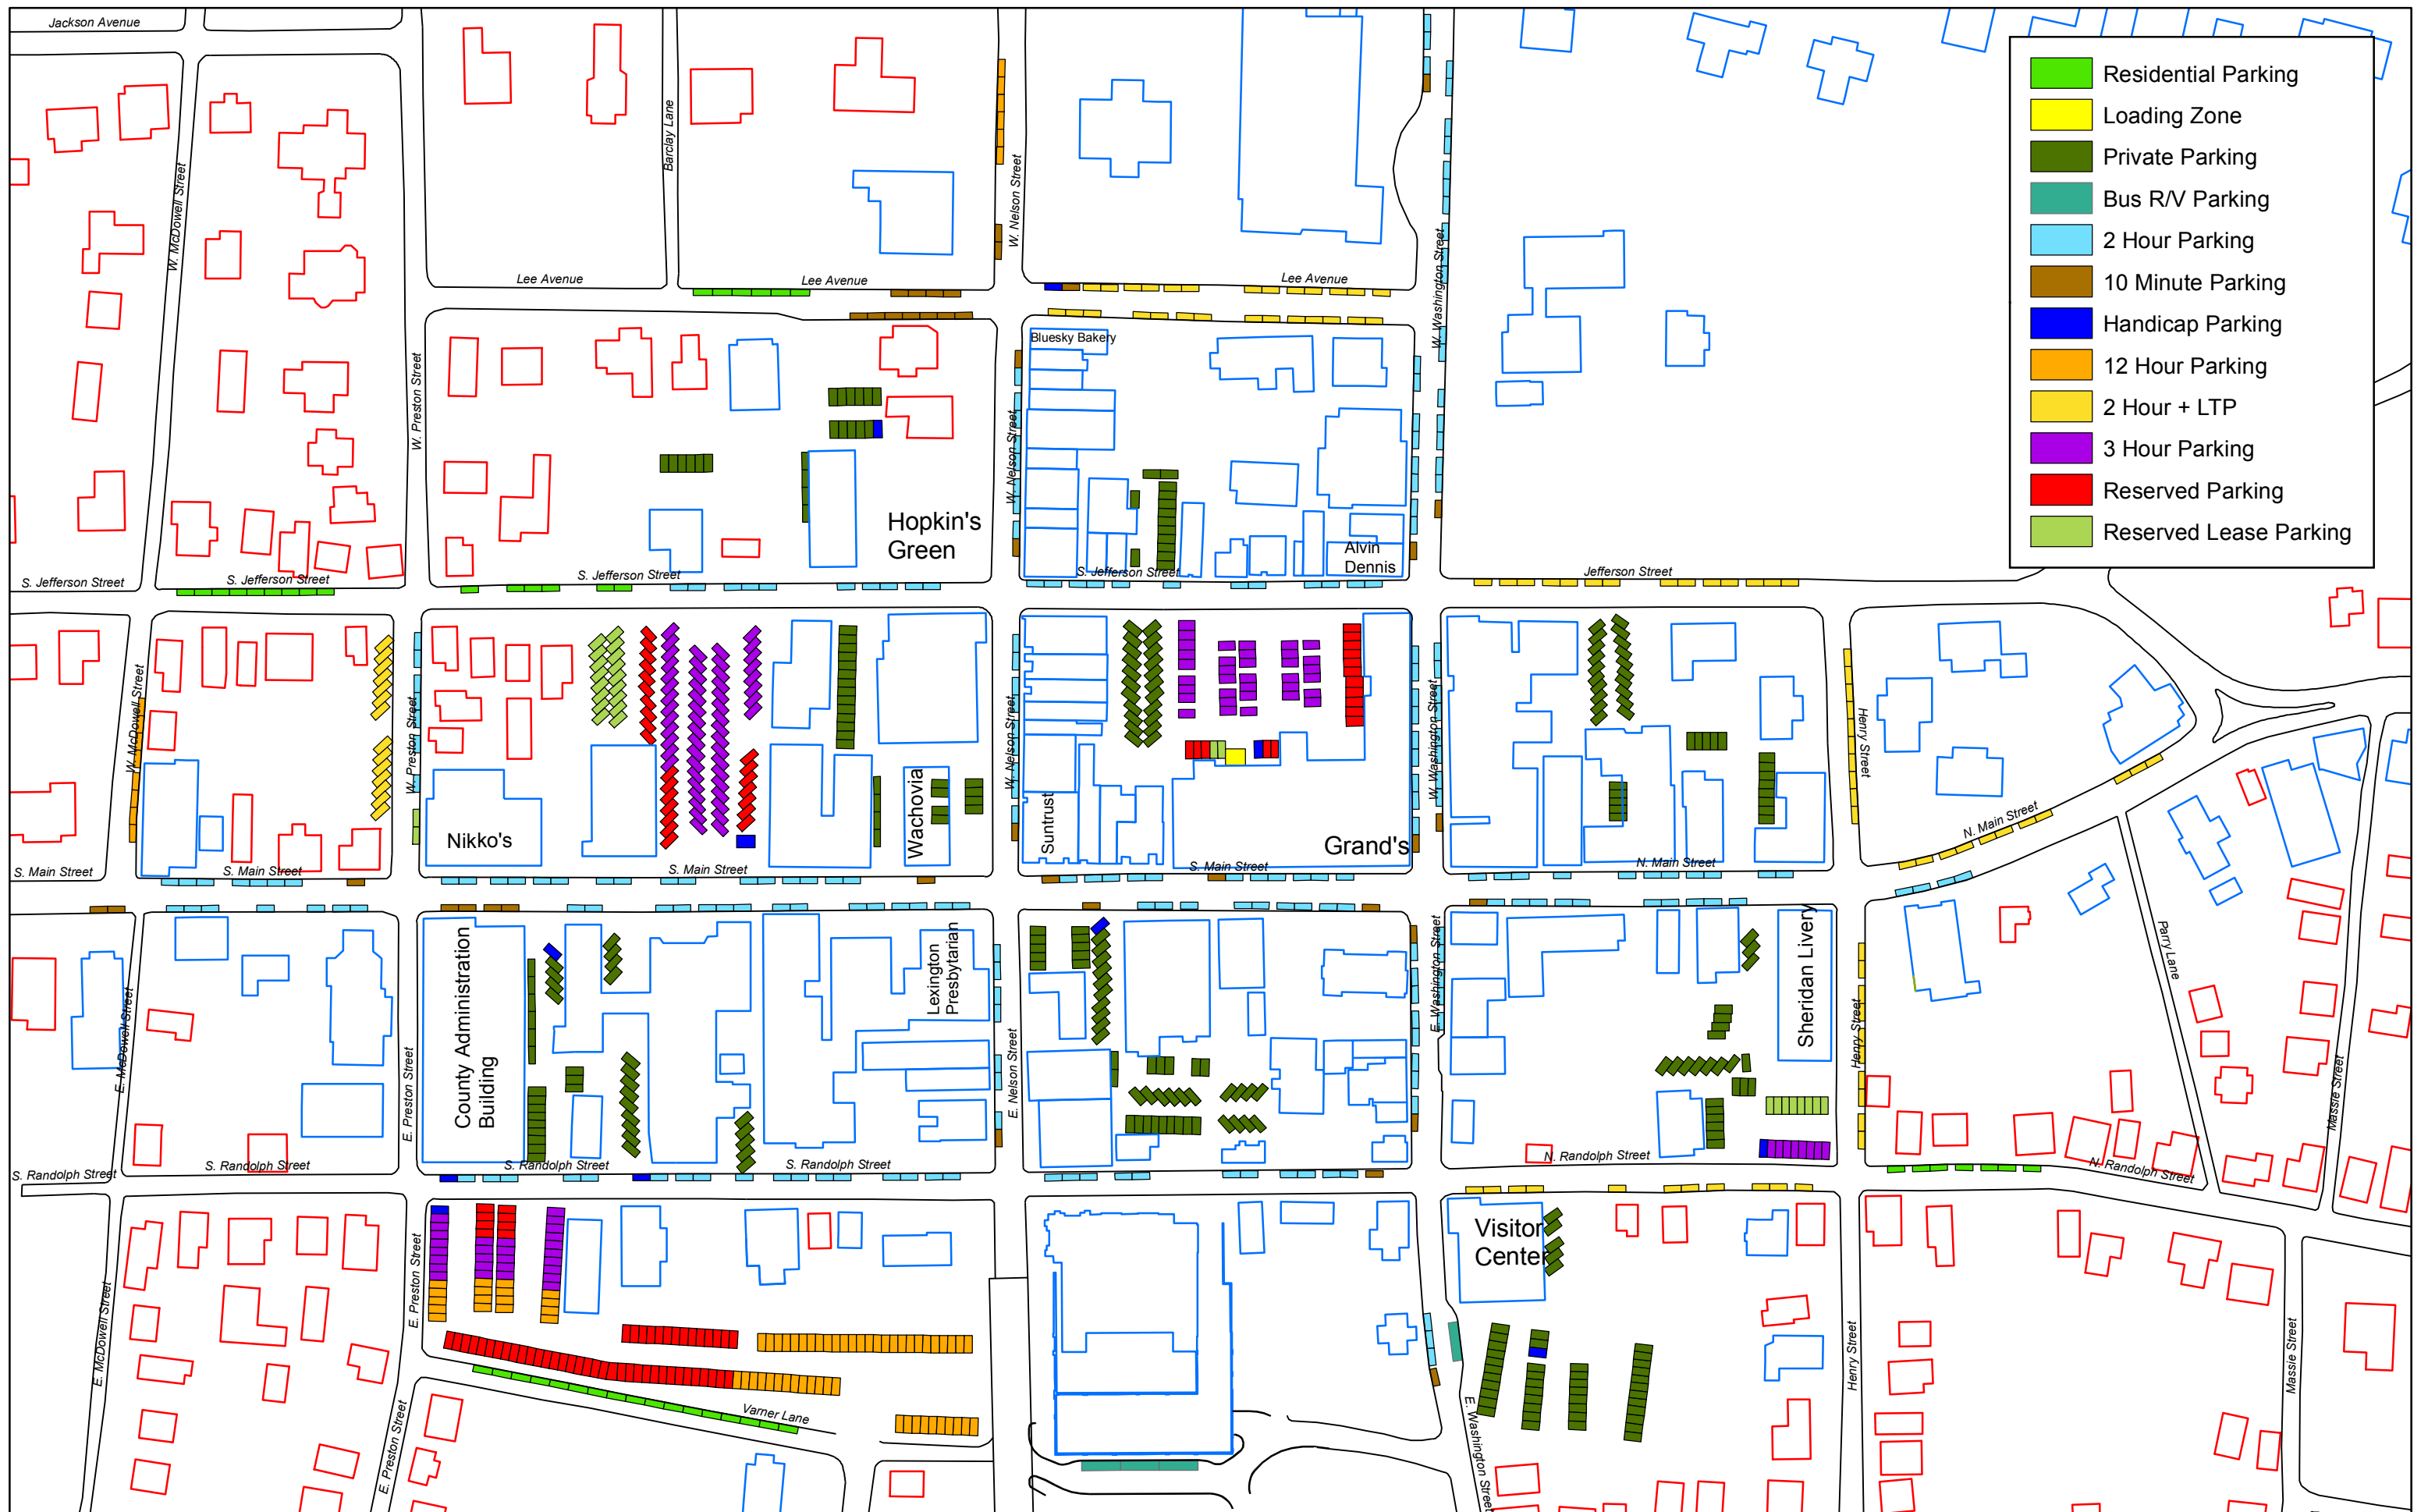 Jackson Avenue
Residential Parking
Loading Zone
Private Parking
Bus R/V Parking
2 Hour Parking
10 Minute Parking
Handicap Parking
12 Hour Parking
2 Hour + LTP
3 Hour Parking
Reserved Parking
Reserved Lease Parking
W. McDowell Street
Barclay Lane
W. Nelson Street
W. Washington Street
Lee Avenue
Lee Avenue
Lee Avenue
W. Preston Street
Bluesky Bakery
W. Nelson Street
Hopkin's
Green
Alvin
Dennis
S. Jefferson Street
S. Jefferson Street
S. Jefferson Street
S. Jefferson Street
Jefferson Street
W. McDowell Street
W. Preston Street
W. Nelson Street
W. Washington Street
Henry Street
Nikko's
Wachovia
Suntrust
Grand's
S. Main Street
S. Main Street
S. Main Street
S. Main Street
N. Main Street
N. Main Street
Parry Lane
E. McDowell Street
E. Preston Street
County Administration
Building
Lexington
Presbytarian
E. Nelson Street
E. Washington Street
Sheridan Livery
Henry Street
Massie Street
S. Randolph Street
S. Randolph Street
S. Randolph Street
S. Randolph Street
N. Randolph Street
N. Randolph Street
Visitor
Center
E. McDowell Street
E. Preston Street
E. Preston Street
Varner Lane
E. Washington Street
Henry Street
Massie Street